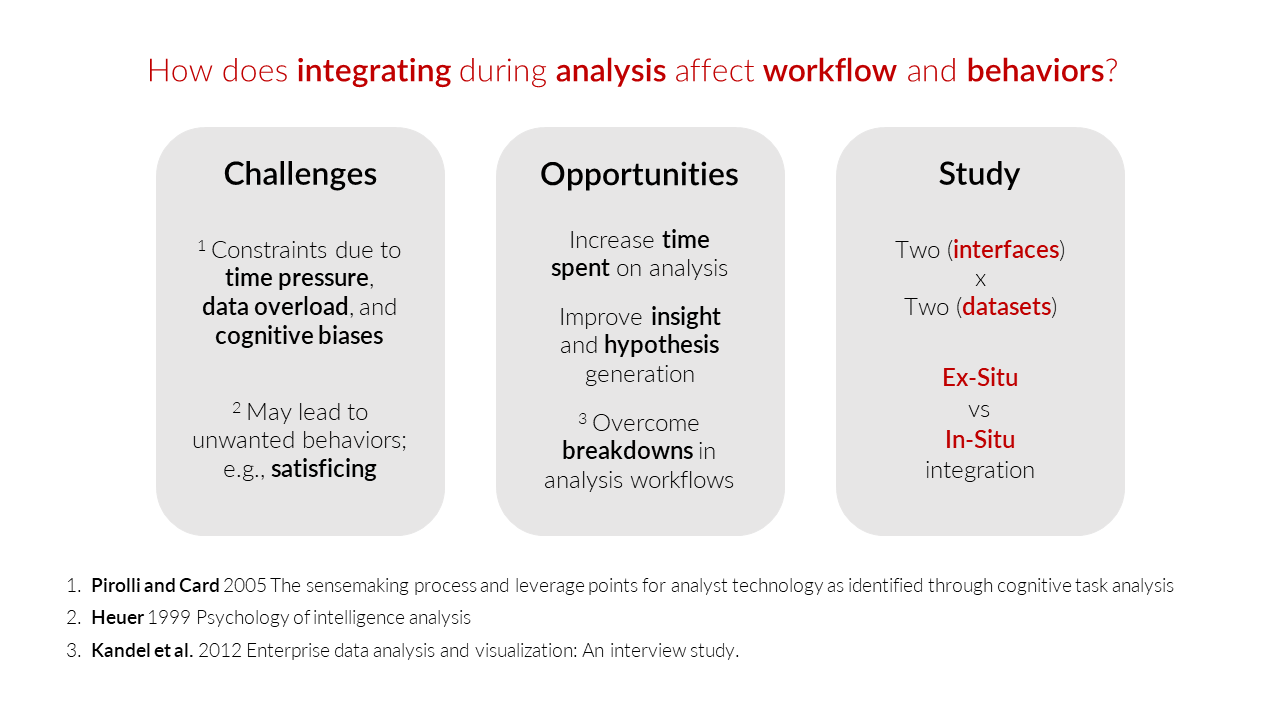 How does integrating during analysis affect workflow and behaviors?
Challenges
1 Constraints due to
time pressure,
data overload, and
cognitive biases
2 May lead to
unwanted behaviors;
e.g., satisficing
Opportunities
Increase time
spent on analysis
Improve insight
and hypothesis
generation
3 Overcome
breakdowns in
analysis workflows
Study
Two (interfaces)
x
Two (datasets)
Ex-Situ
vs
In-Situ
integration
1. Pirolli and Card 2005 The sensemaking process and leverage points for analyst technology as identified through cognitive task analysis
2. Heuer 1999 Psychology of intelligence analysis
3. Kandel et al. 2012 Enterprise data analysis and visualization: An interview study.